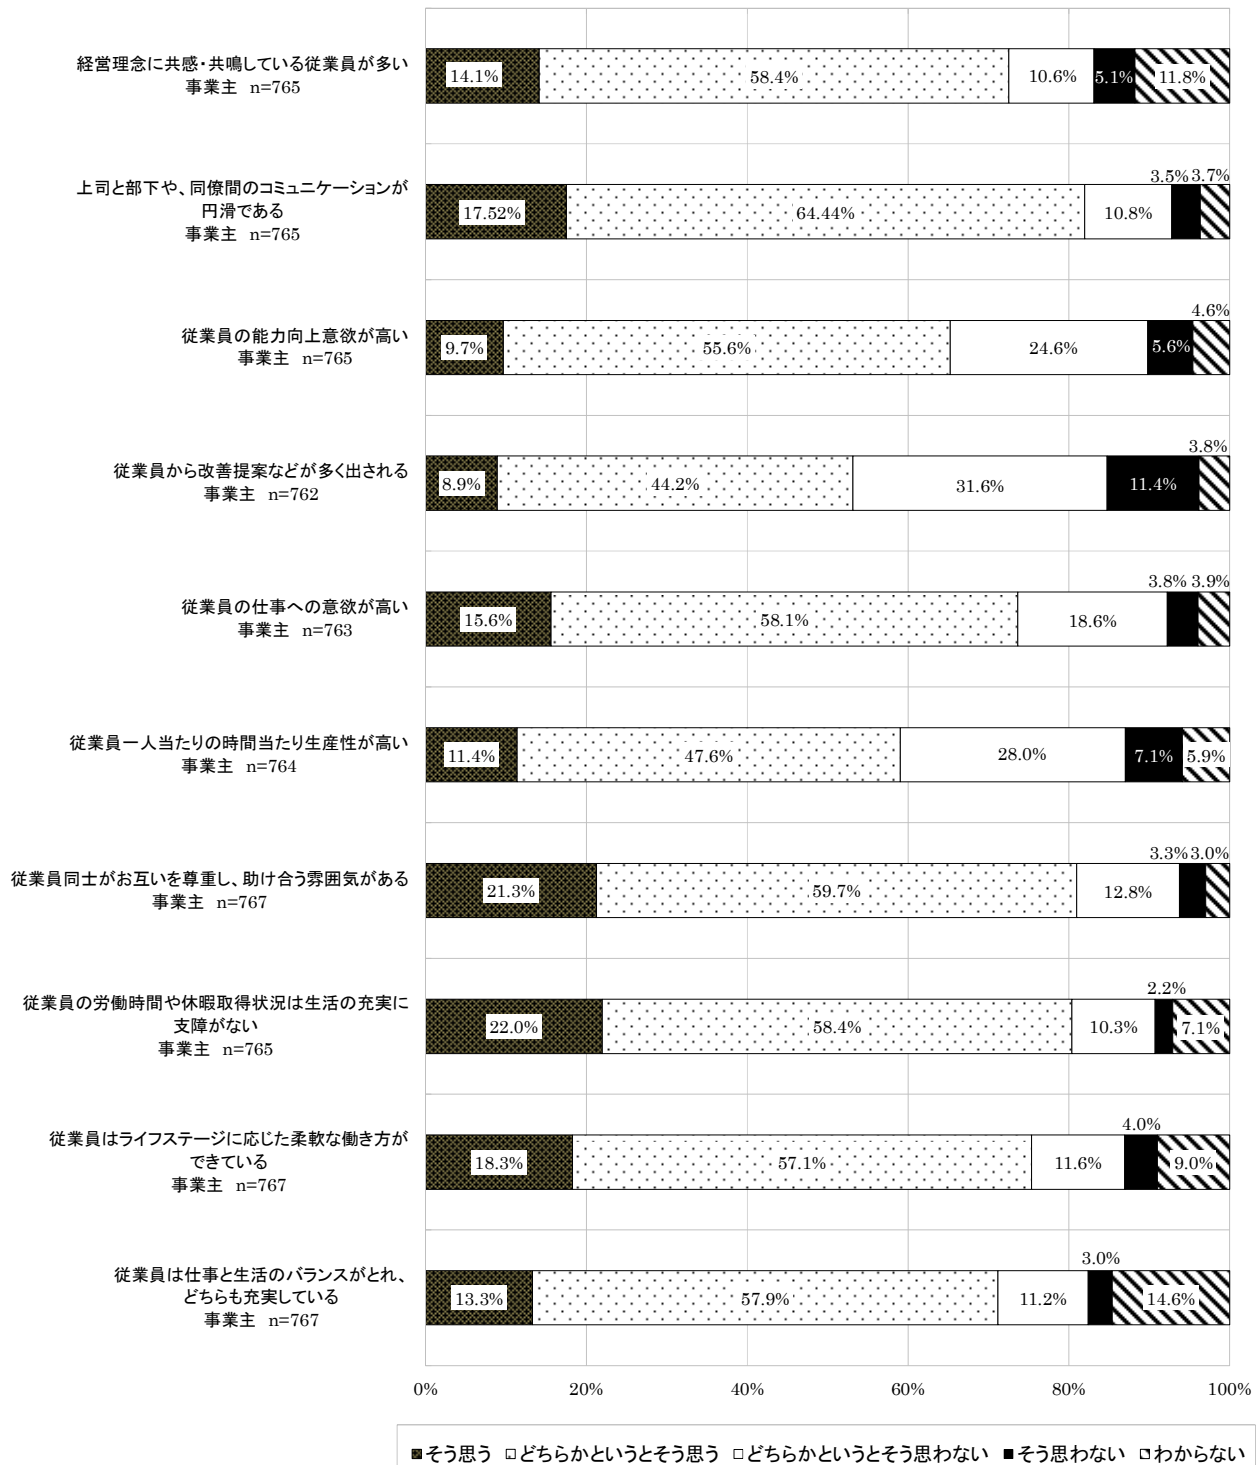 経営理念に共感・共鳴している従業員が多い
事業主 n=765
14.1% 58.4% 10.6% 5.1% 11.8%
上司と部下や、同僚間のコミュニケーションが
円滑である
事業主 n=765
3.5% 3.7%
17.52% 64.44% 10.8%
従業員の能力向上意欲が高い
事業主 n=765
4.6%
9.7% 55.6% 24.6% 5.6%
従業員から改善提案などが多く出される
事業主 n=762
3.8%
8.9% 44.2% 31.6% 11.4%
従業員の仕事への意欲が高い
事業主 n=763
3.8% 3.9%
15.6% 58.1% 18.6%
従業員一人当たりの時間当たり生産性が高い
事業主 n=764
11.4% 47.6% 28.0% 7.1% 5.9%
従業員同士がお互いを尊重し、助け合う雰囲気がある
事業主 n=767
3.3% 3.0%
21.3% 59.7% 12.8%
従業員の労働時間や休暇取得状況は生活の充実に
支障がない
事業主 n=765
2.2%
22.0% 58.4% 10.3% 7.1%
従業員はライフステージに応じた柔軟な働き方が
できている
事業主 n=767
4.0%
18.3% 57.1% 11.6% 9.0%
従業員は仕事と生活のバランスがとれ、
どちらも充実している
事業主 n=767
3.0%
13.3% 57.9% 11.2% 14.6%
0% 20% 40% 60% 80% 100%
そう思う どちらかというとそう思う どちらかというとそう思わない そう思わない わからない